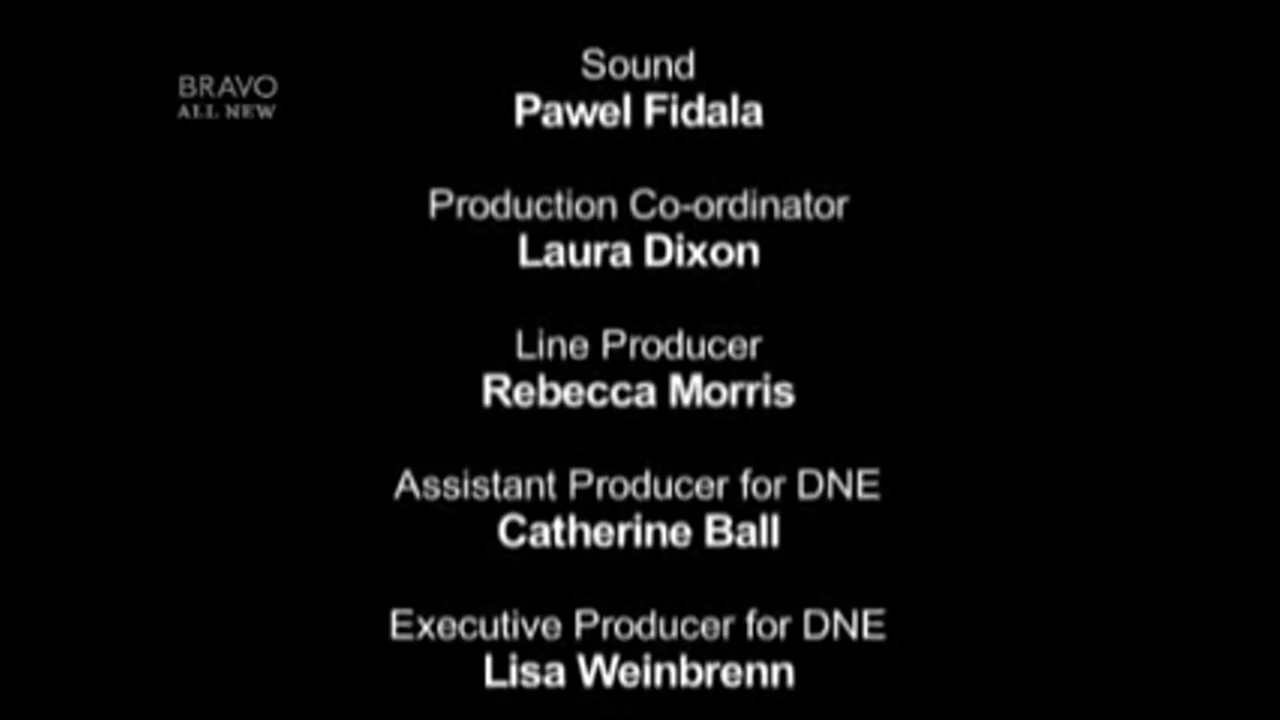 BRAVO
ALL NEW
Sound
Pawel Fidala
Production Co-ordinator
Laura Dixon
Line Producer
Rebecca Morris
Assistant Producer for DNE
Catherine Ball
Executive Producer for DNE
Lisa Weinbrenn